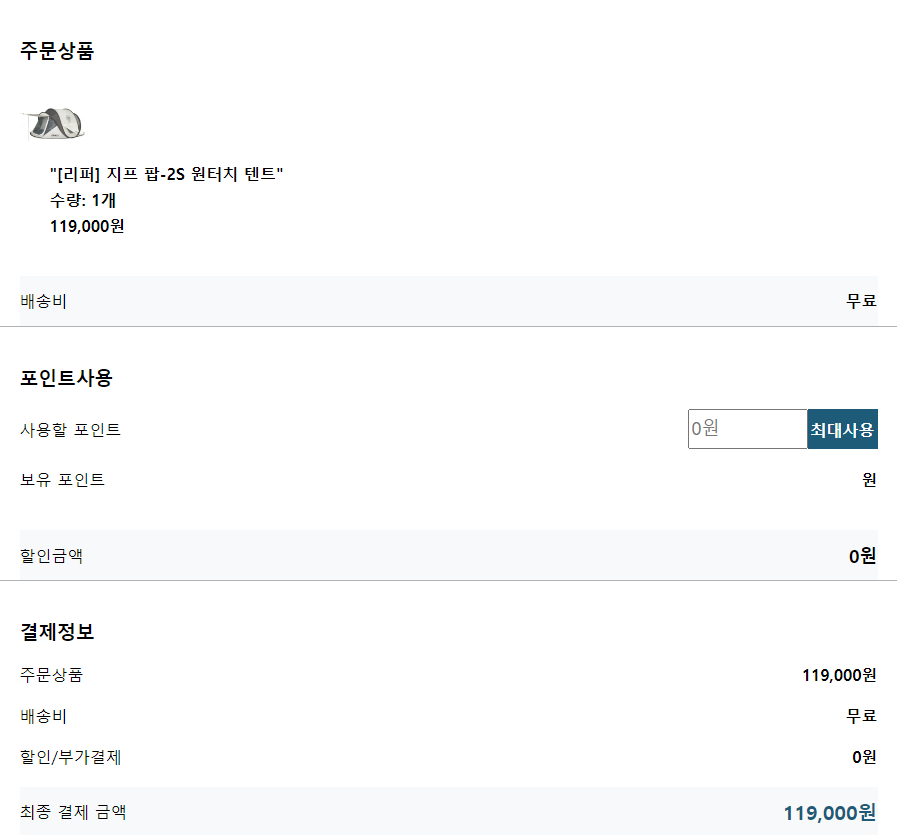 주문상품
"[리퍼] 지프 팝-2S 원터치 텐트"
수량: 1개
119,000원
배송비 무료
포인트사용
사용할 포인트 0원 최대사용
보유 포인트 원
할인금액 0원
결제정보
주문상품 119,000원
배송비 무료
할인/부가결제 0원
최종 결제 금액 119,000원